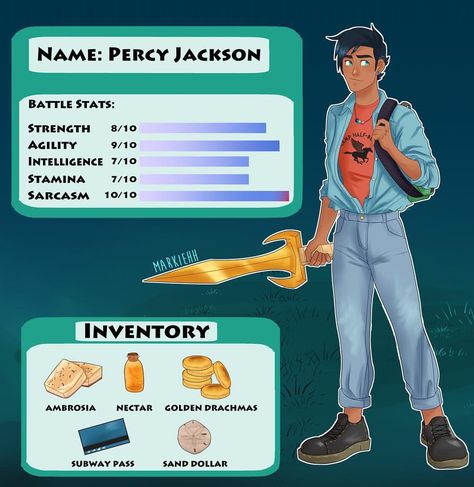 Name: Percy Jackson
Battle Stats:
Strength 8/10
Agility 9/10
Intelligence 7/10
Stamina 7/10
Sarcasm 10/10
MARKIEHH
Inventory
Ambrosia Nectar Golden Drachmas
Subway Pass Sand Dollar